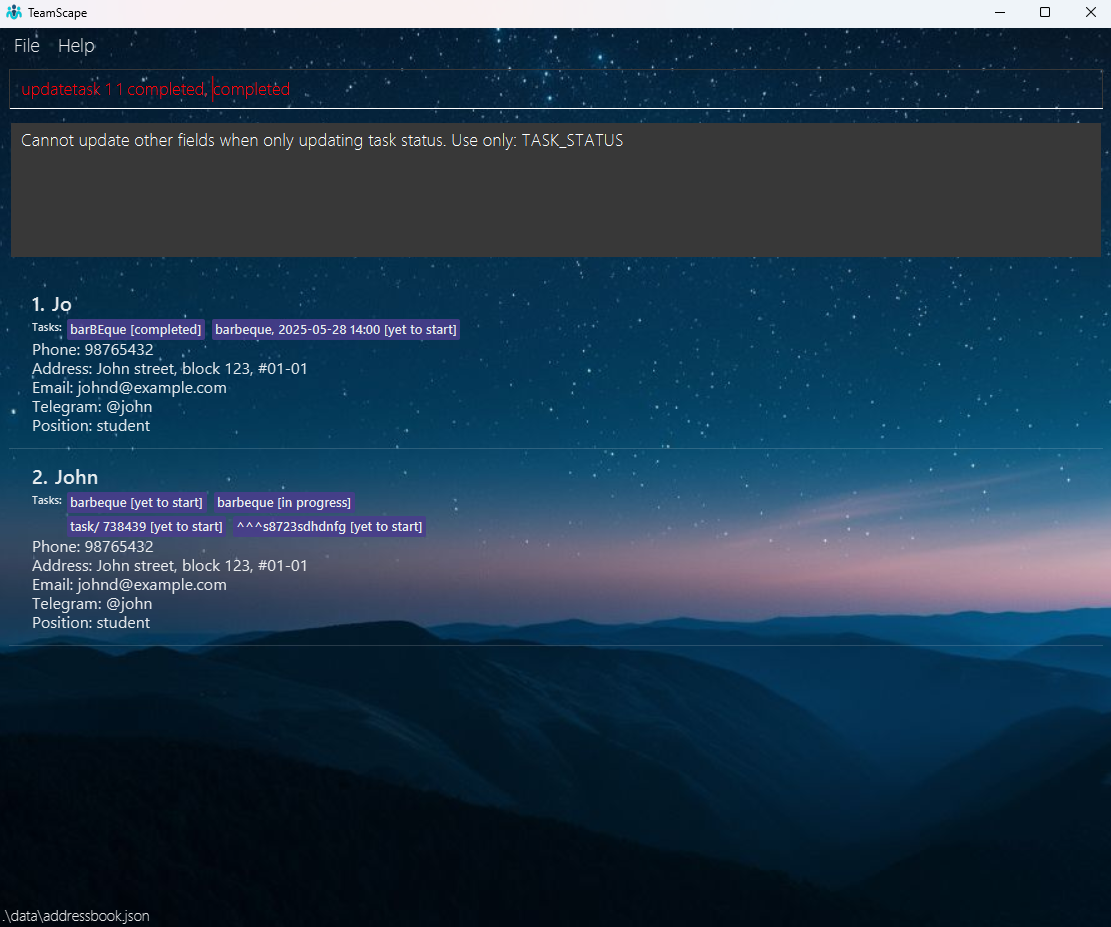 TeamScape
File Help
updatetask 1 1 completed, completed
Cannot update other fields when only updating task status. Use only: TASK_STATUS
1. Jo
Tasks: barBEque [completed] barbeque, 2025-05-28 14:00 [yet to start]
Phone: 98765432
Address: John street, block 123, #01-01
Email: johnd@example.com
Telegram: @john
Position: student
2. John
Tasks: barbeque [yet to start] barbeque [in progress]
task/ 738439 [yet to start] ^^^s8723sdhdnfg [yet to start]
Phone: 98765432
Address: John street, block 123, #01-01
Email: johnd@example.com
Telegram: @john
Position: student
.\data\addressbook.json